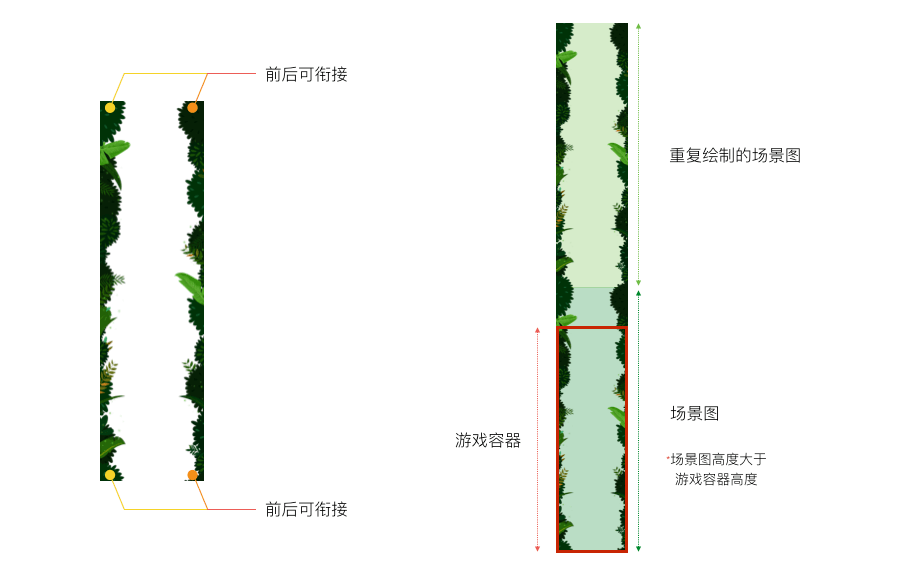 前后可衔接
前后可衔接
重复绘制的场景图
游戏容器
场景图
*场景图高度大于
游戏容器高度